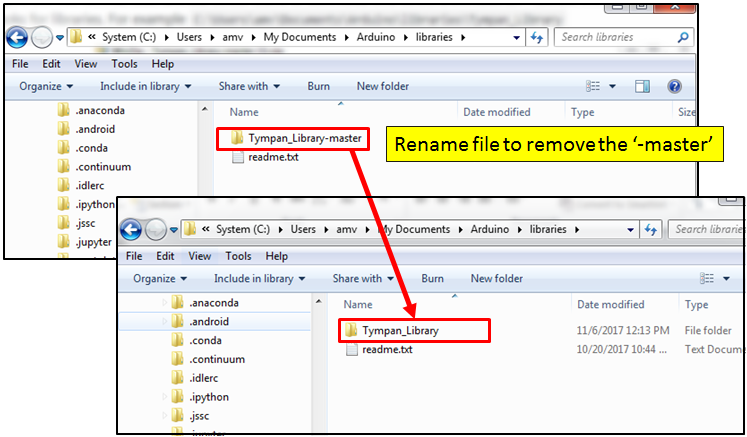 « System (C:) ▸ Users ▸ amv ▸ My Documents ▸ Arduino ▸ libraries ▸
Search libraries
File Edit View Tools Help
Organize Include in library Share with Burn New folder
Name Date modified Type Size
.anaconda
.android
.conda
.continuum
.idlerc
.ipython
.jssc
.jupyter
Tympan_Library-master
readme.txt
Rename file to remove the ‘-master’
« System (C:) ▸ Users ▸ amv ▸ My Documents ▸ Arduino ▸ libraries ▸
Search libraries
File Edit View Tools Help
Organize Include in library Share with Burn New folder
Name Date modified Type
.anaconda
.android
.conda
.continuum
.idlerc
.ipython
.jssc
.jupyter
Tympan_Library 11/6/2017 12:13 PM File folder
readme.txt 10/20/2017 10:44 ... Text Docume